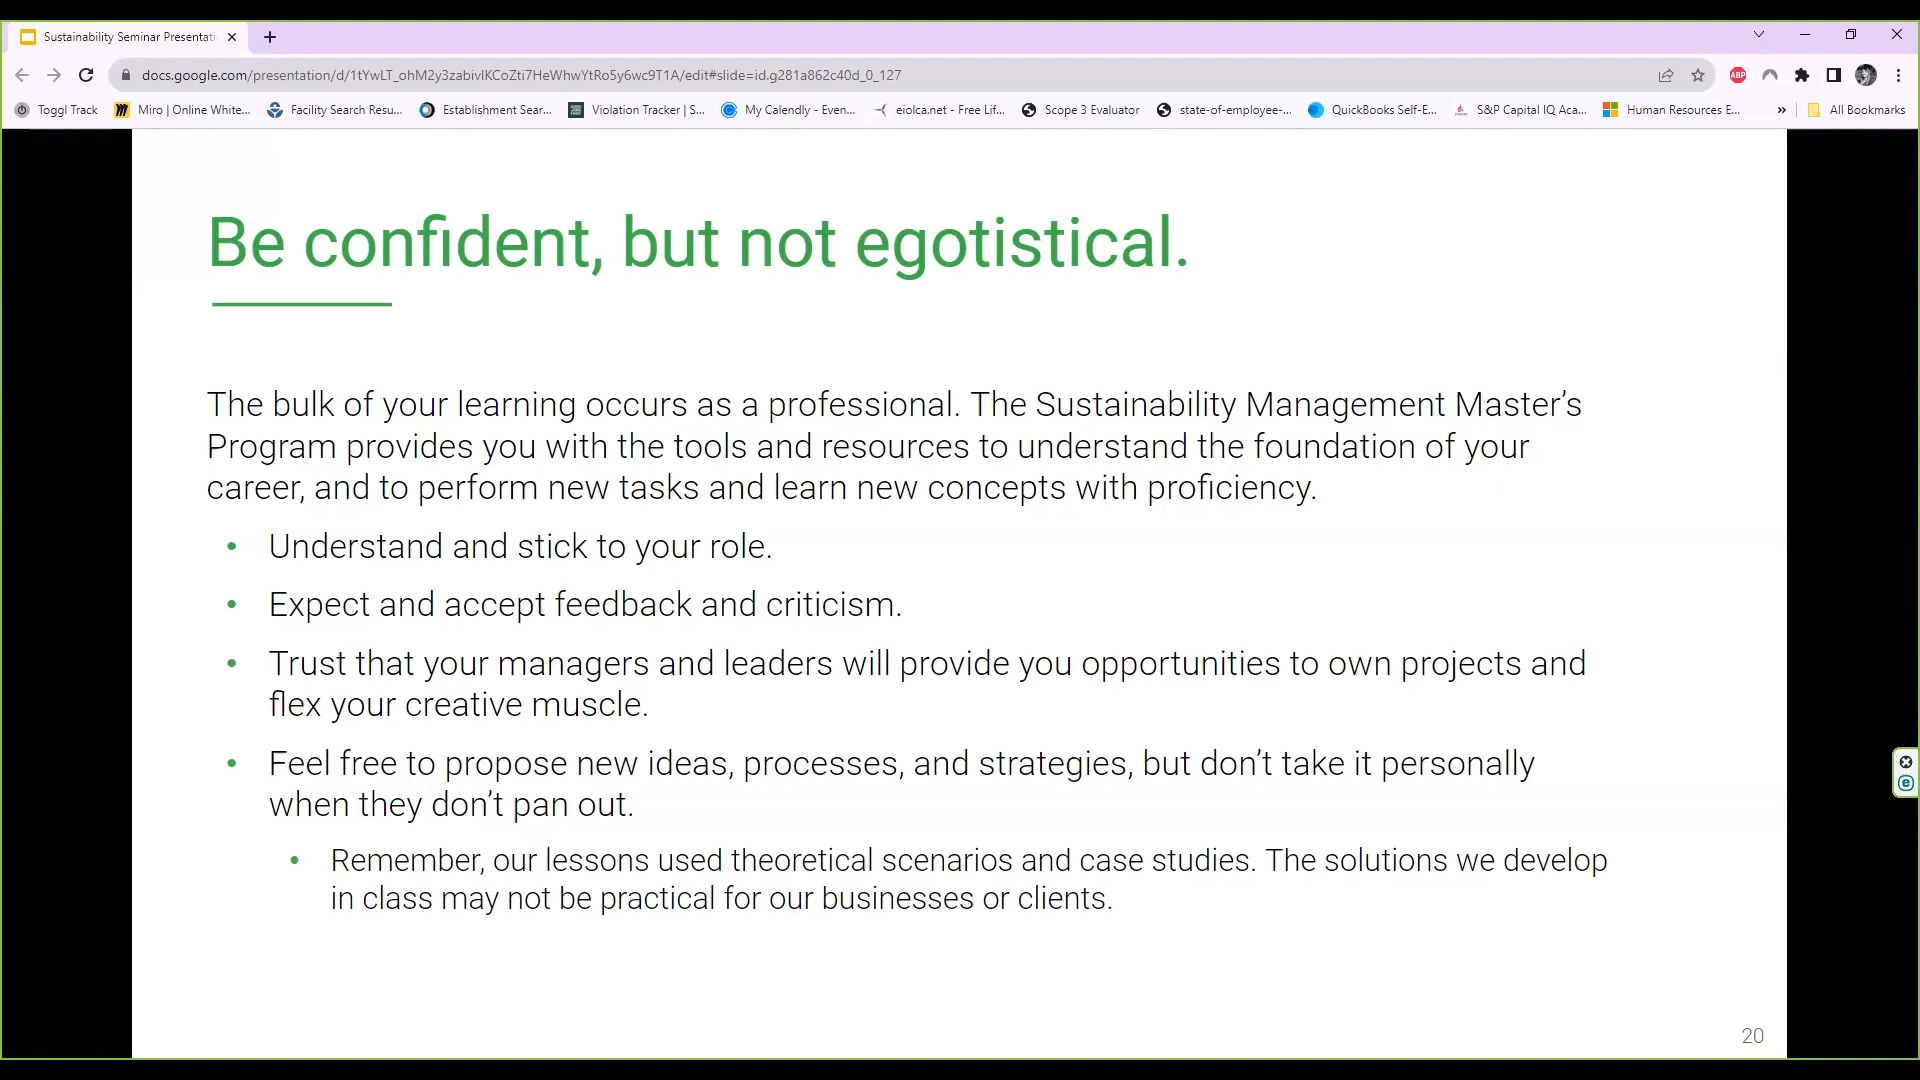 Sustainability Seminar Presentati
docs.google.com/presentation/d/1tYwLT_ohM2y3zabivIKCoZti7HeWhwYtRo5y6wc9T1A/edit#slide=id.g281a862c40d_0_127
ABP
Toggl Track Miro | Online White... Facility Search Resu... Establishment Sear... Violation Tracker | S... My Calendly - Even... eiolca.net - Free Lif... Scope 3 Evaluator state-of-employee-... QuickBooks Self-E... S&P Capital IQ Aca... Human Resources E... » All Bookmarks
Be confident, but not egotistical.
The bulk of your learning occurs as a professional. The Sustainability Management Master’s
Program provides you with the tools and resources to understand the foundation of your
career, and to perform new tasks and learn new concepts with proficiency.
• Understand and stick to your role.
• Expect and accept feedback and criticism.
• Trust that your managers and leaders will provide you opportunities to own projects and
flex your creative muscle.
• Feel free to propose new ideas, processes, and strategies, but don’t take it personally
when they don’t pan out.
• Remember, our lessons used theoretical scenarios and case studies. The solutions we develop
in class may not be practical for our businesses or clients.
20